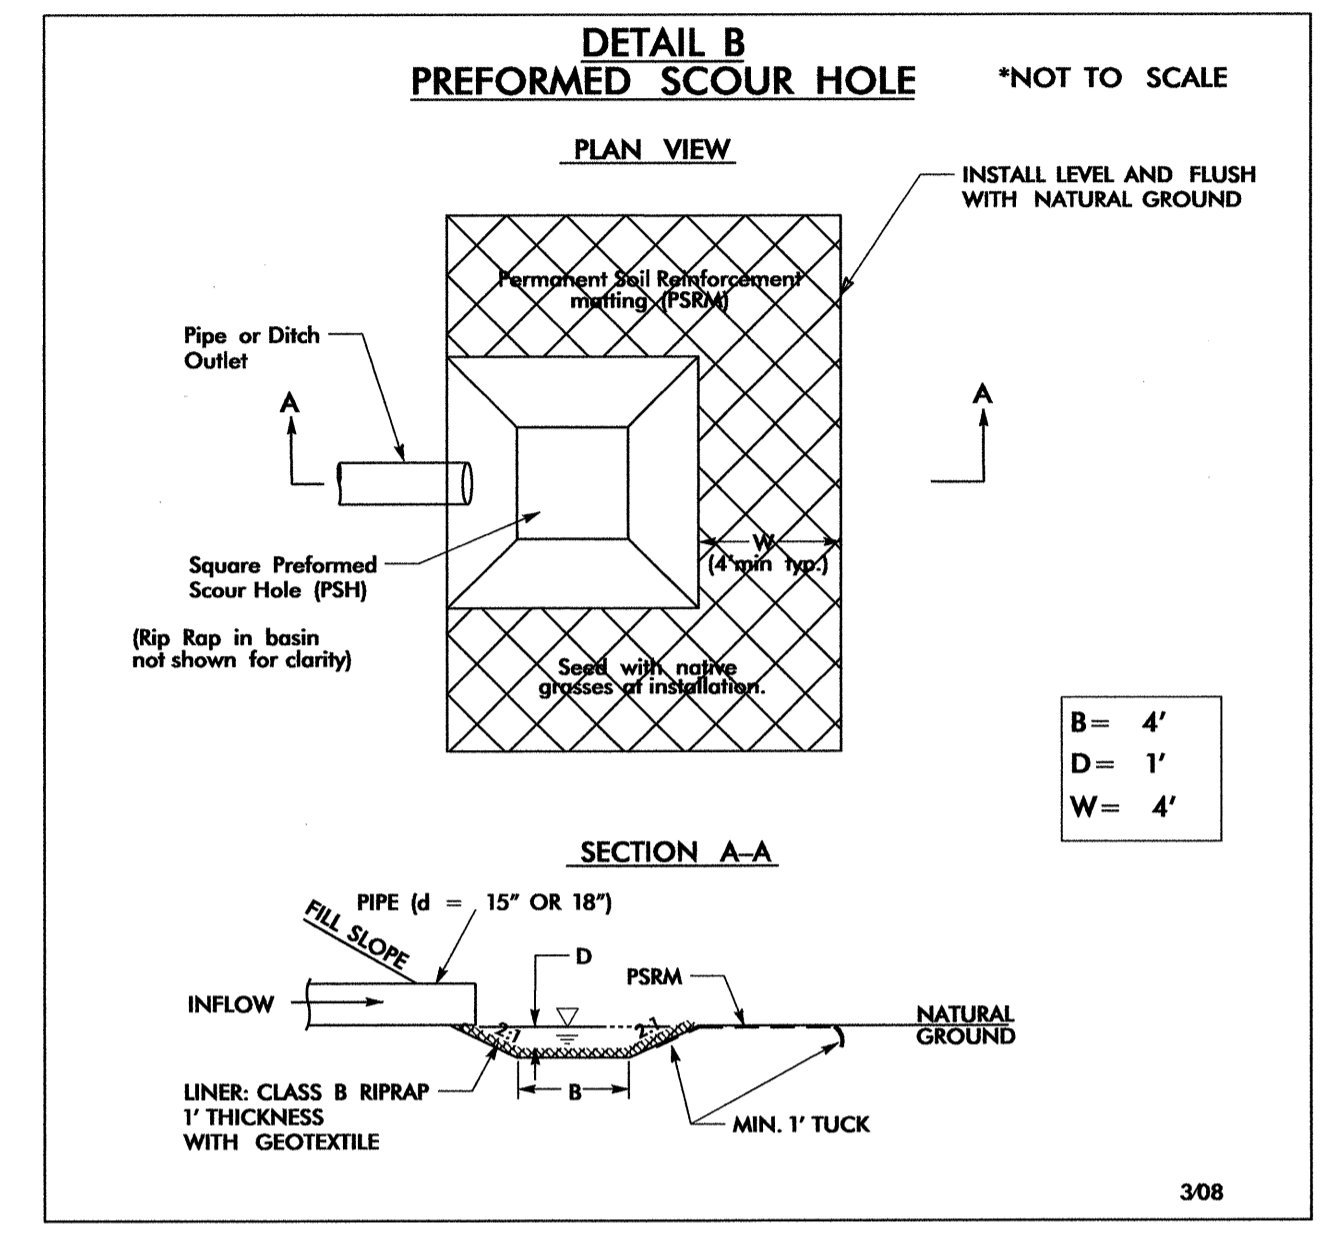 DETAIL B
PREFORMED SCOUR HOLE
*NOT TO SCALE
PLAN VIEW
INSTALL LEVEL AND FLUSH
WITH NATURAL GROUND
Permanent Soil Reinforcement
matting (PSRM)
Pipe or Ditch
Outlet
A
A
W
(4'min typ.)
Square Preformed
Scour Hole (PSH)
(Rip Rap in basin
not shown for clarity)
Seed with native
grasses at installation.
B= 4'
D= 1'
W= 4'
SECTION A-A
PIPE (d = 15" OR 18")
FILL SLOPE
D
PSRM
INFLOW
NATURAL
GROUND
2:1
2:1
B
LINER: CLASS B RIPRAP
1' THICKNESS
WITH GEOTEXTILE
MIN. 1' TUCK
3/08